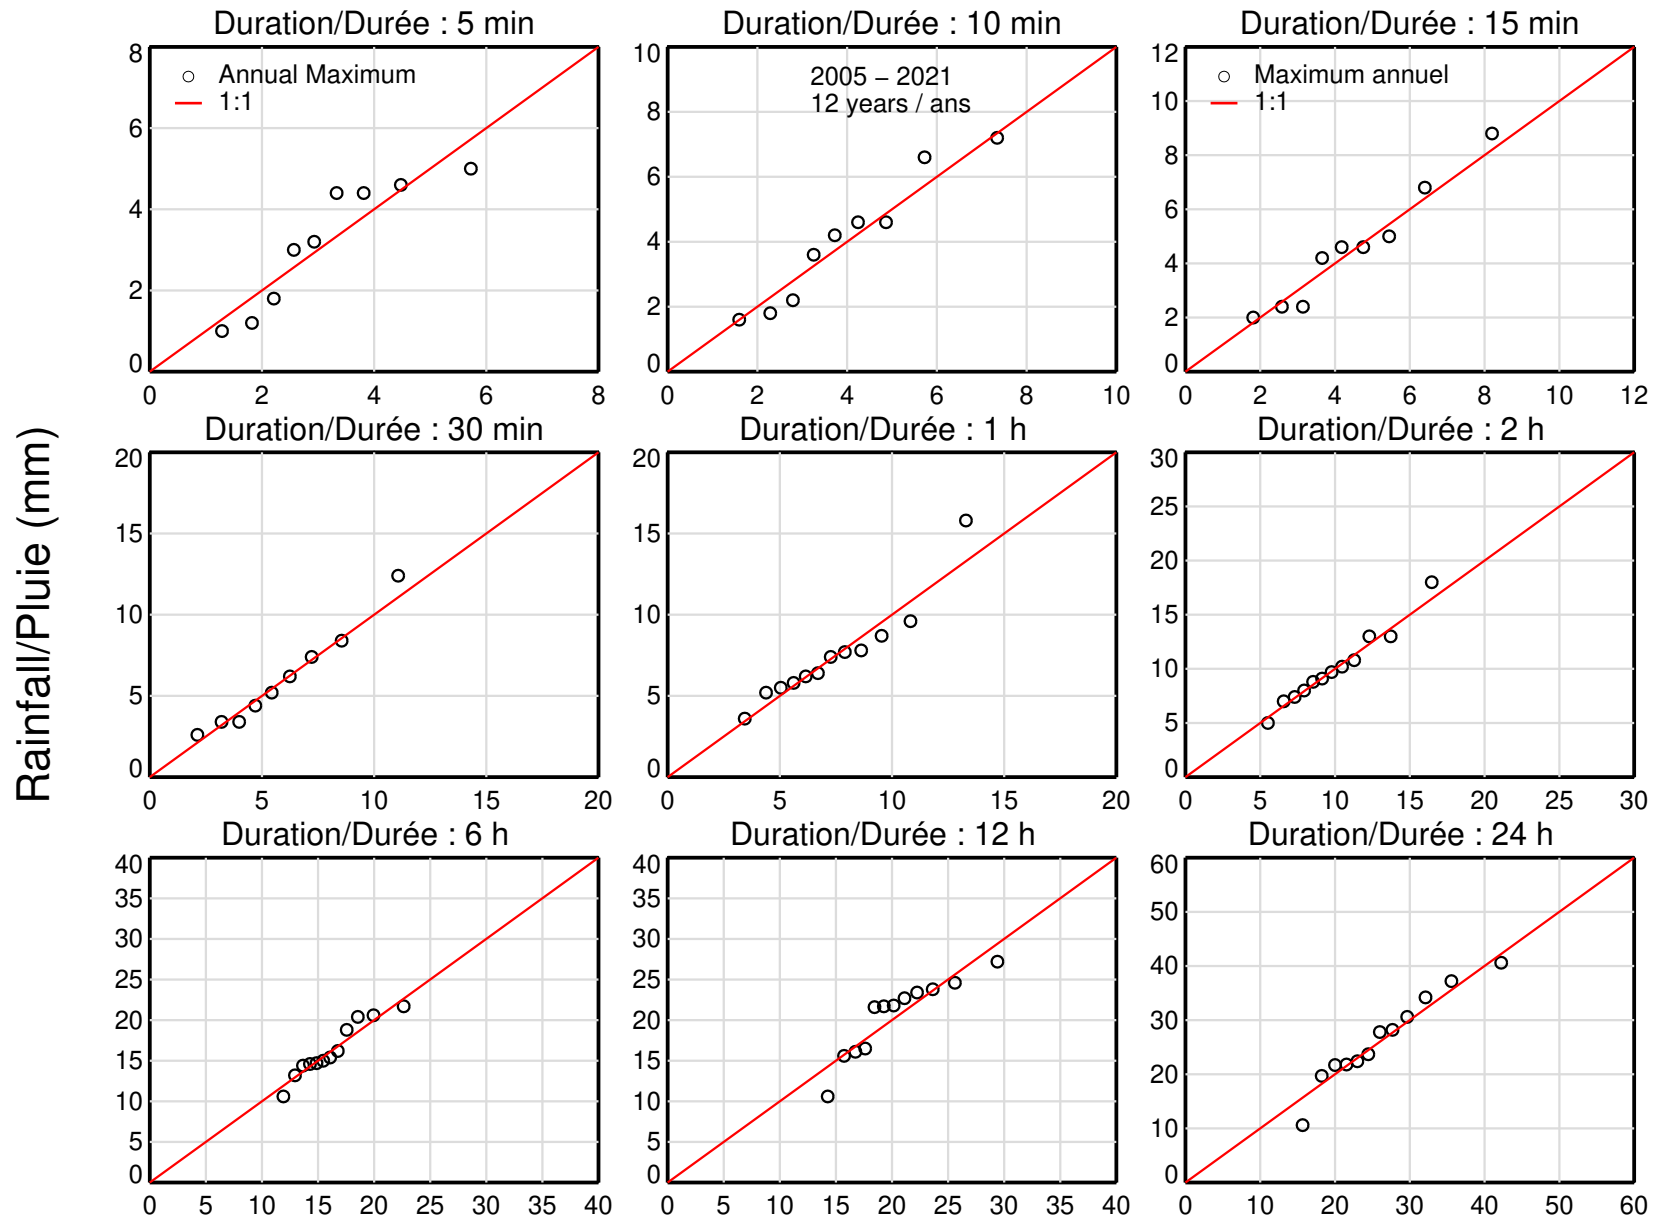 Duration/Durée : 5 min
8
6
4
2
0
0 2 4 6 8
Annual Maximum
1:1
Duration/Durée : 10 min
10
8
6
4
2
0
0 2 4 6 8 10
2005 − 2021
12 years / ans
Duration/Durée : 15 min
12
10
8
6
4
2
0
0 2 4 6 8 10 12
Maximum annuel
1:1
Rainfall/Pluie (mm)
Duration/Durée : 30 min
20
15
10
5
0
0 5 10 15 20
Duration/Durée : 1 h
20
15
10
5
0
0 5 10 15 20
Duration/Durée : 2 h
30
25
20
15
10
5
0
0 5 10 15 20 25 30
Duration/Durée : 6 h
40
35
30
25
20
15
10
5
0
0 5 10 15 20 25 30 35 40
Duration/Durée : 12 h
40
35
30
25
20
15
10
5
0
0 5 10 15 20 25 30 35 40
Duration/Durée : 24 h
60
50
40
30
20
10
0
0 10 20 30 40 50 60